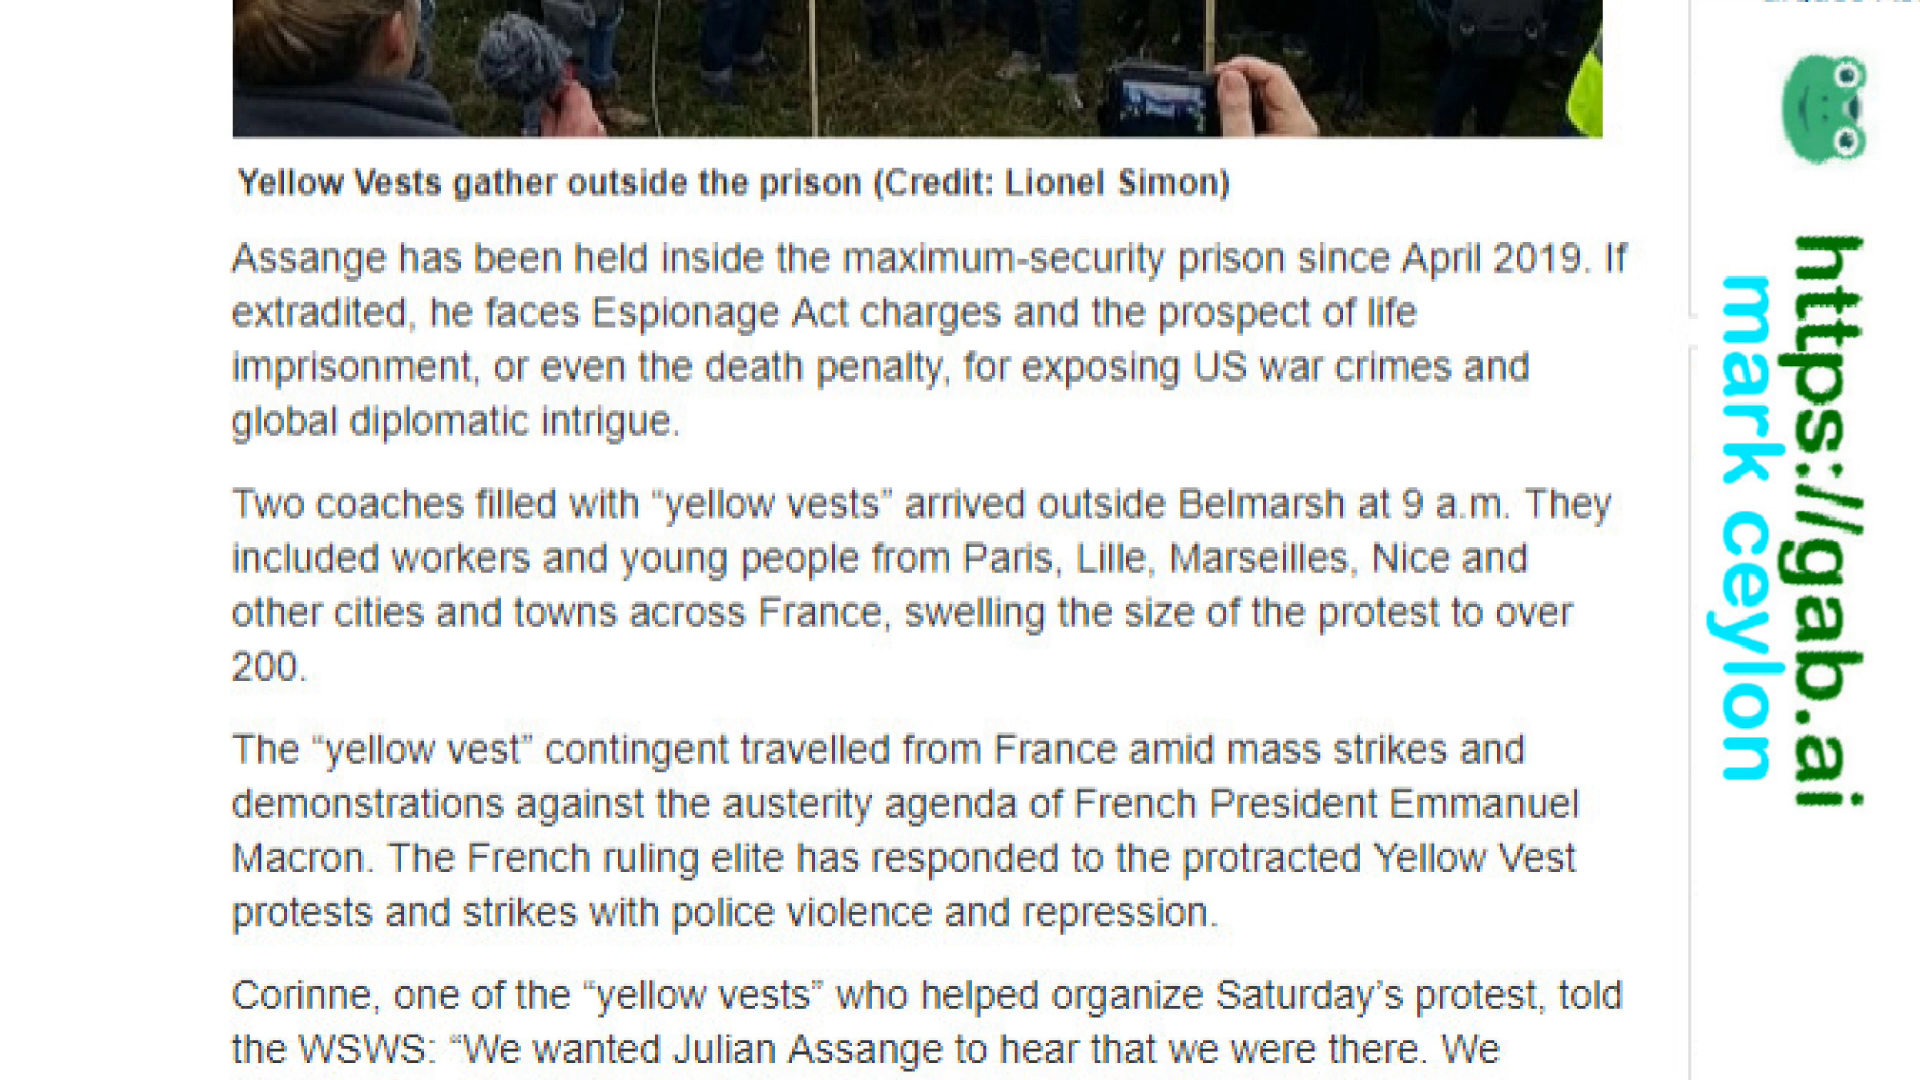 Yellow Vests gather outside the prison (Credit: Lionel Simon)
Assange has been held inside the maximum-security prison since April 2019. If
extradited, he faces Espionage Act charges and the prospect of life
imprisonment, or even the death penalty, for exposing US war crimes and
global diplomatic intrigue.
Two coaches filled with “yellow vests” arrived outside Belmarsh at 9 a.m. They
included workers and young people from Paris, Lille, Marseilles, Nice and
other cities and towns across France, swelling the size of the protest to over
200.
The “yellow vest” contingent travelled from France amid mass strikes and
demonstrations against the austerity agenda of French President Emmanuel
Macron. The French ruling elite has responded to the protracted Yellow Vest
protests and strikes with police violence and repression.
Corinne, one of the “yellow vests” who helped organize Saturday’s protest, told
the WSWS: “We wanted Julian Assange to hear that we were there. We
https://gab.ai
mark ceylon